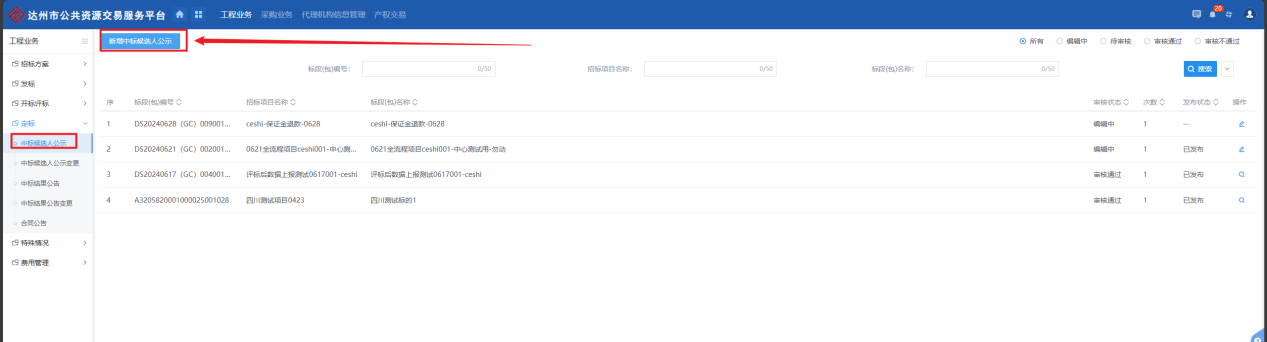 达州市公共资源交易服务平台 工程业务 采购业务 代理机构信息管理 产权交易 20
工程业务
招标方案
发标
开标评标
定标
中标候选人公示
中标候选人公示变更
中标结果公告
中标结果公告变更
合同公告
特殊情况
费用管理
新增中标候选人公示 所有 编辑中 待审核 审核通过 审核不通过
标段(包)编号: 0/50 招标项目名称: 0/50 标段(包)名称: 0/50 搜索
序 标段(包)编号 招标项目名称 标段(包)名称 审核状态 次数 发布状态 操作
1 DS20240628（GC）009001... ceshi-保证金退款-0628 ceshi-保证金退款-0628 编辑中 1 --
2 DS20240621（GC）002001... 0621全流程项目ceshi001-中心测... 0621全流程项目ceshi001-中心测试用-勿动 编辑中 1 已发布
3 DS20240617（GC）004001... 评标后数据上报测试0617001-ceshi 评标后数据上报测试0617001-ceshi 审核通过 1 已发布
4 A3205820001000025001028 四川测试项目0423 四川测试标的1 审核通过 1 已发布